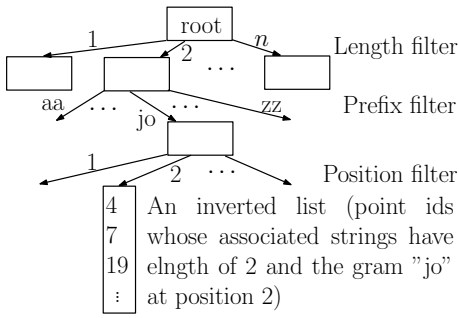 root
1 2 ... n Length filter
aa ... jo ... zz Prefix filter
1 2 ... Position filter
4 An inverted list (point ids
7 whose associated strings have
19 elngth of 2 and the gram "jo"
⋮ at position 2)